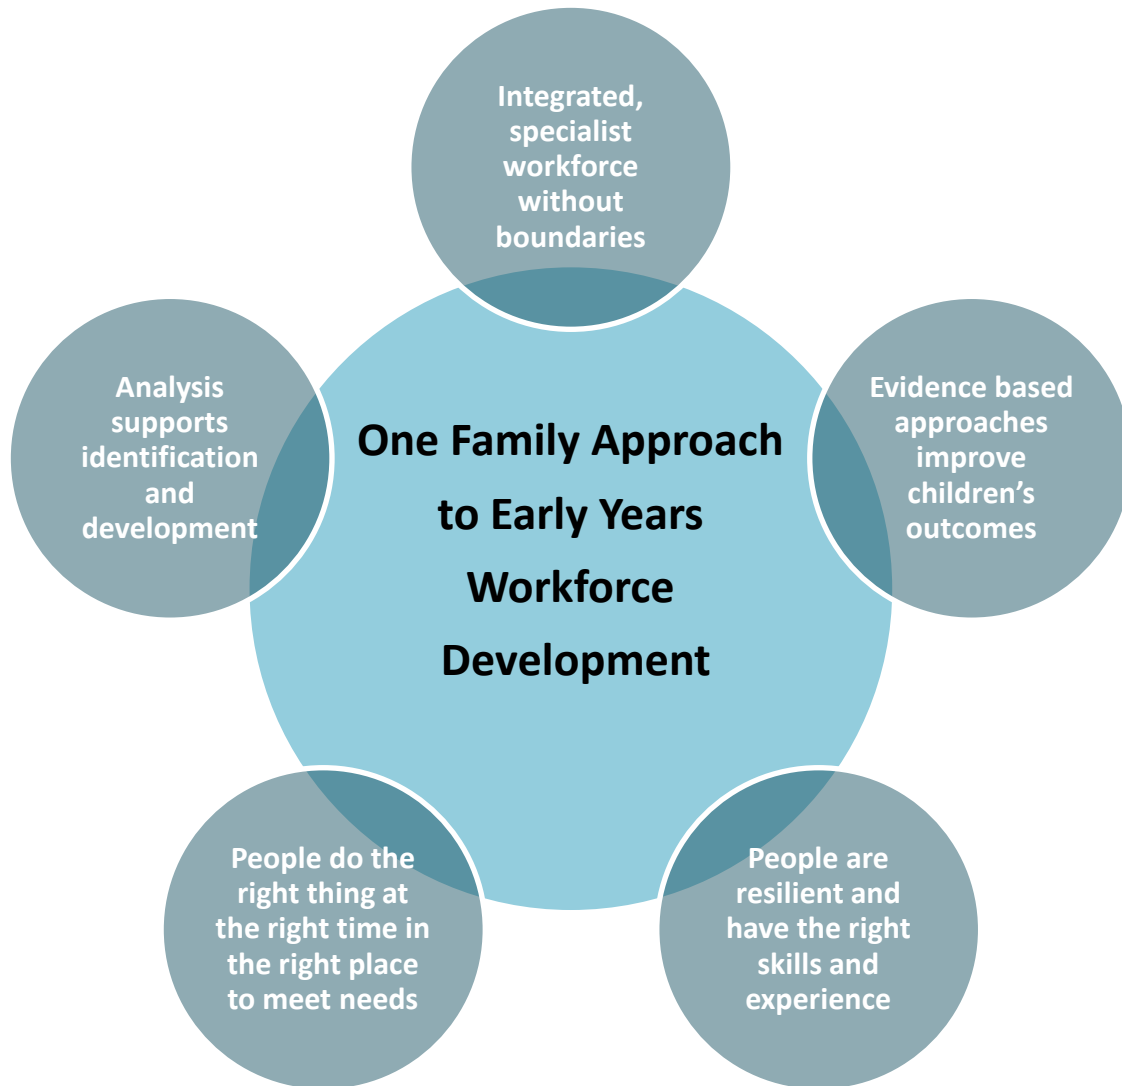 Integrated,
specialist
workforce
without
boundaries
Analysis
supports
identification
and
development
One Family Approach
to Early Years
Workforce
Development
Evidence based
approaches
improve
children’s
outcomes
People do the
right thing at
the right time in
the right place
to meet needs
People are
resilient and
have the right
skills and
experience